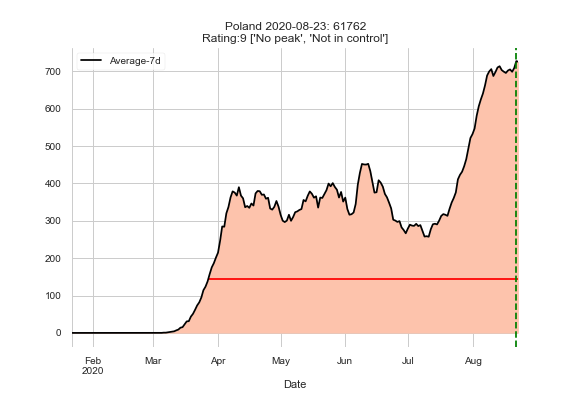 Poland 2020-08-23: 61762
Rating:9 ['No peak', 'Not in control']
Average-7d
700
600
500
400
300
200
100
0
Feb
2020
Mar
Apr
May
Jun
Jul
Aug
Date